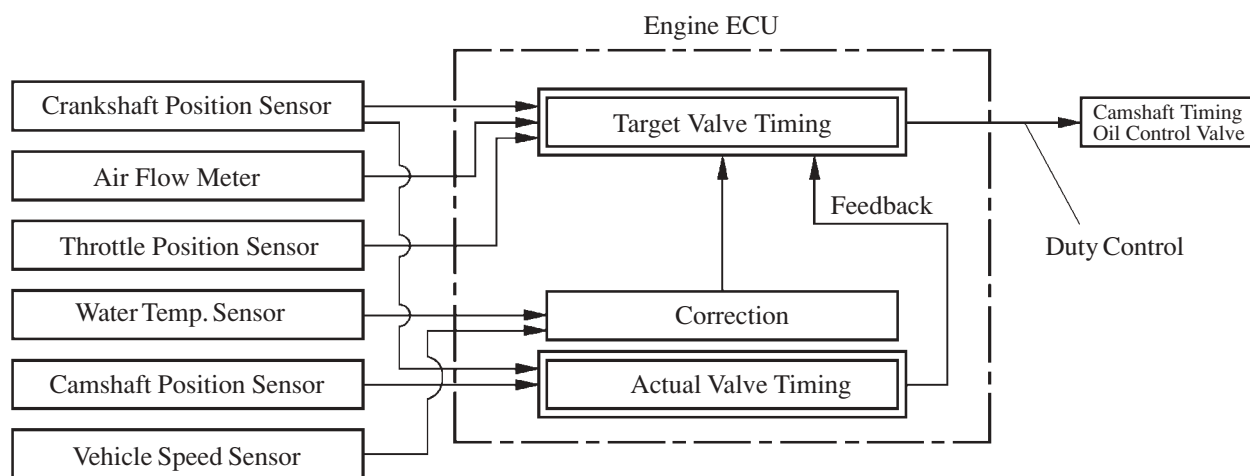 Engine ECU
Crankshaft Position Sensor
Air Flow Meter
Throttle Position Sensor
Water Temp. Sensor
Camshaft Position Sensor
Vehicle Speed Sensor
Target Valve Timing
Feedback
Correction
Actual Valve Timing
Camshaft Timing
Oil Control Valve
Duty Control